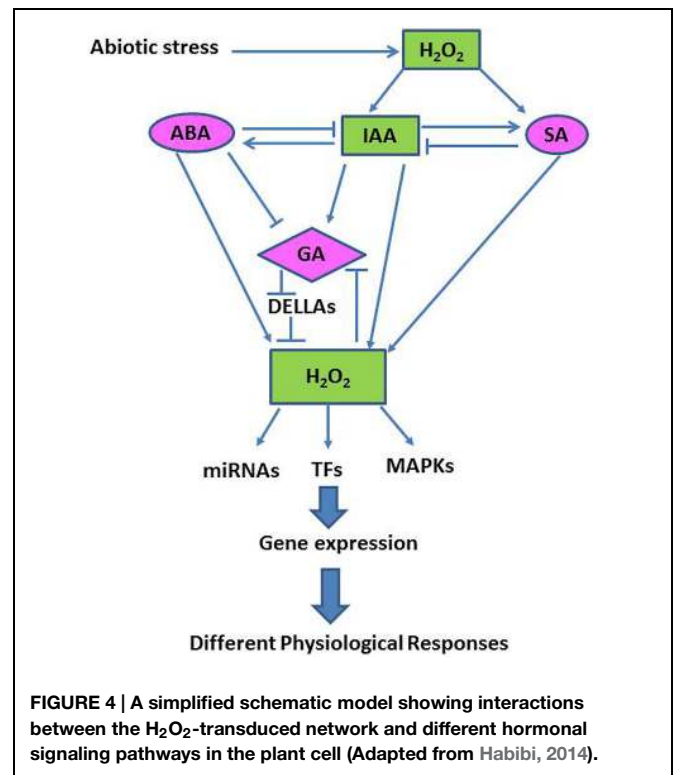 Abiotic stress
H₂O₂
ABA
IAA
SA
GA
DELLAs
H₂O₂
miRNAs TFs MAPKs
Gene expression
Different Physiological Responses
FIGURE 4 | A simplified schematic model showing interactions
between the H₂O₂-transduced network and different hormonal
signaling pathways in the plant cell (Adapted from Habibi, 2014).